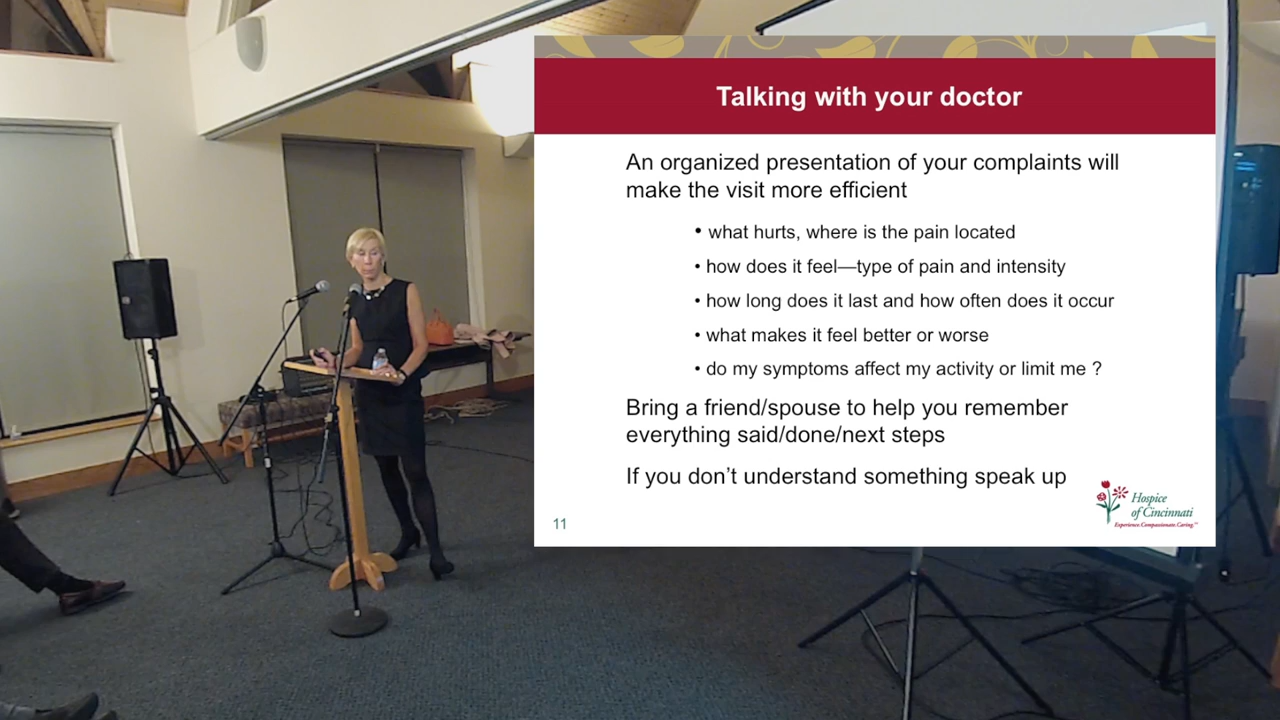 Talking with your doctor
An organized presentation of your complaints will
make the visit more efficient
• what hurts, where is the pain located
• how does it feel—type of pain and intensity
• how long does it last and how often does it occur
• what makes it feel better or worse
• do my symptoms affect my activity or limit me ?
Bring a friend/spouse to help you remember
everything said/done/next steps
If you don’t understand something speak up
Hospice
of Cincinnati
Experience. Compassionate. Caring.™
11